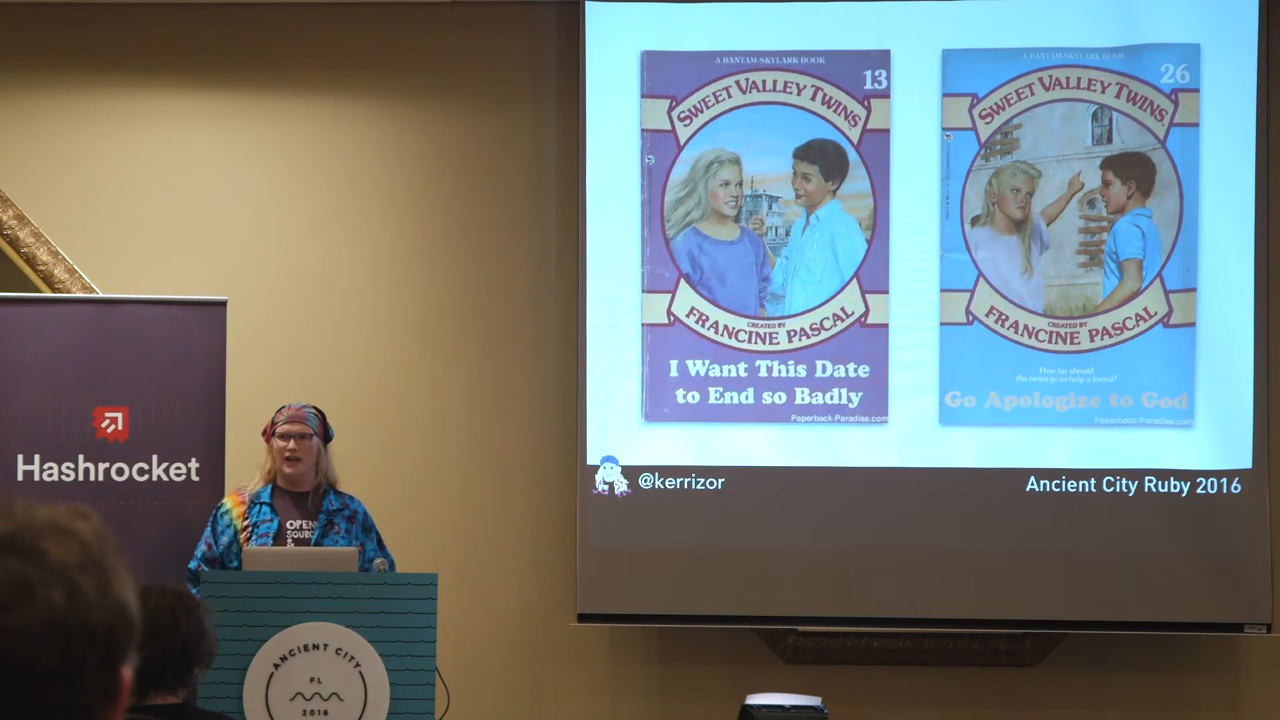 A BANTAM-SKYLARK BOOK
13
SWEET VALLEY TWINS
CREATED BY
FRANCINE PASCAL
I Want This Date
to End so Badly
Paperback-Paradise.com
A BANTAM-SKYLARK BOOK
26
SWEET VALLEY TWINS
CREATED BY
FRANCINE PASCAL
How far should
the twins go to help a friend?
Go Apologize to God
Paperback-Paradise.com
@kerrizor
Ancient City Ruby 2016
Hashrocket
OPEN
SOURC
&
ANCIENT CITY
FL
2016